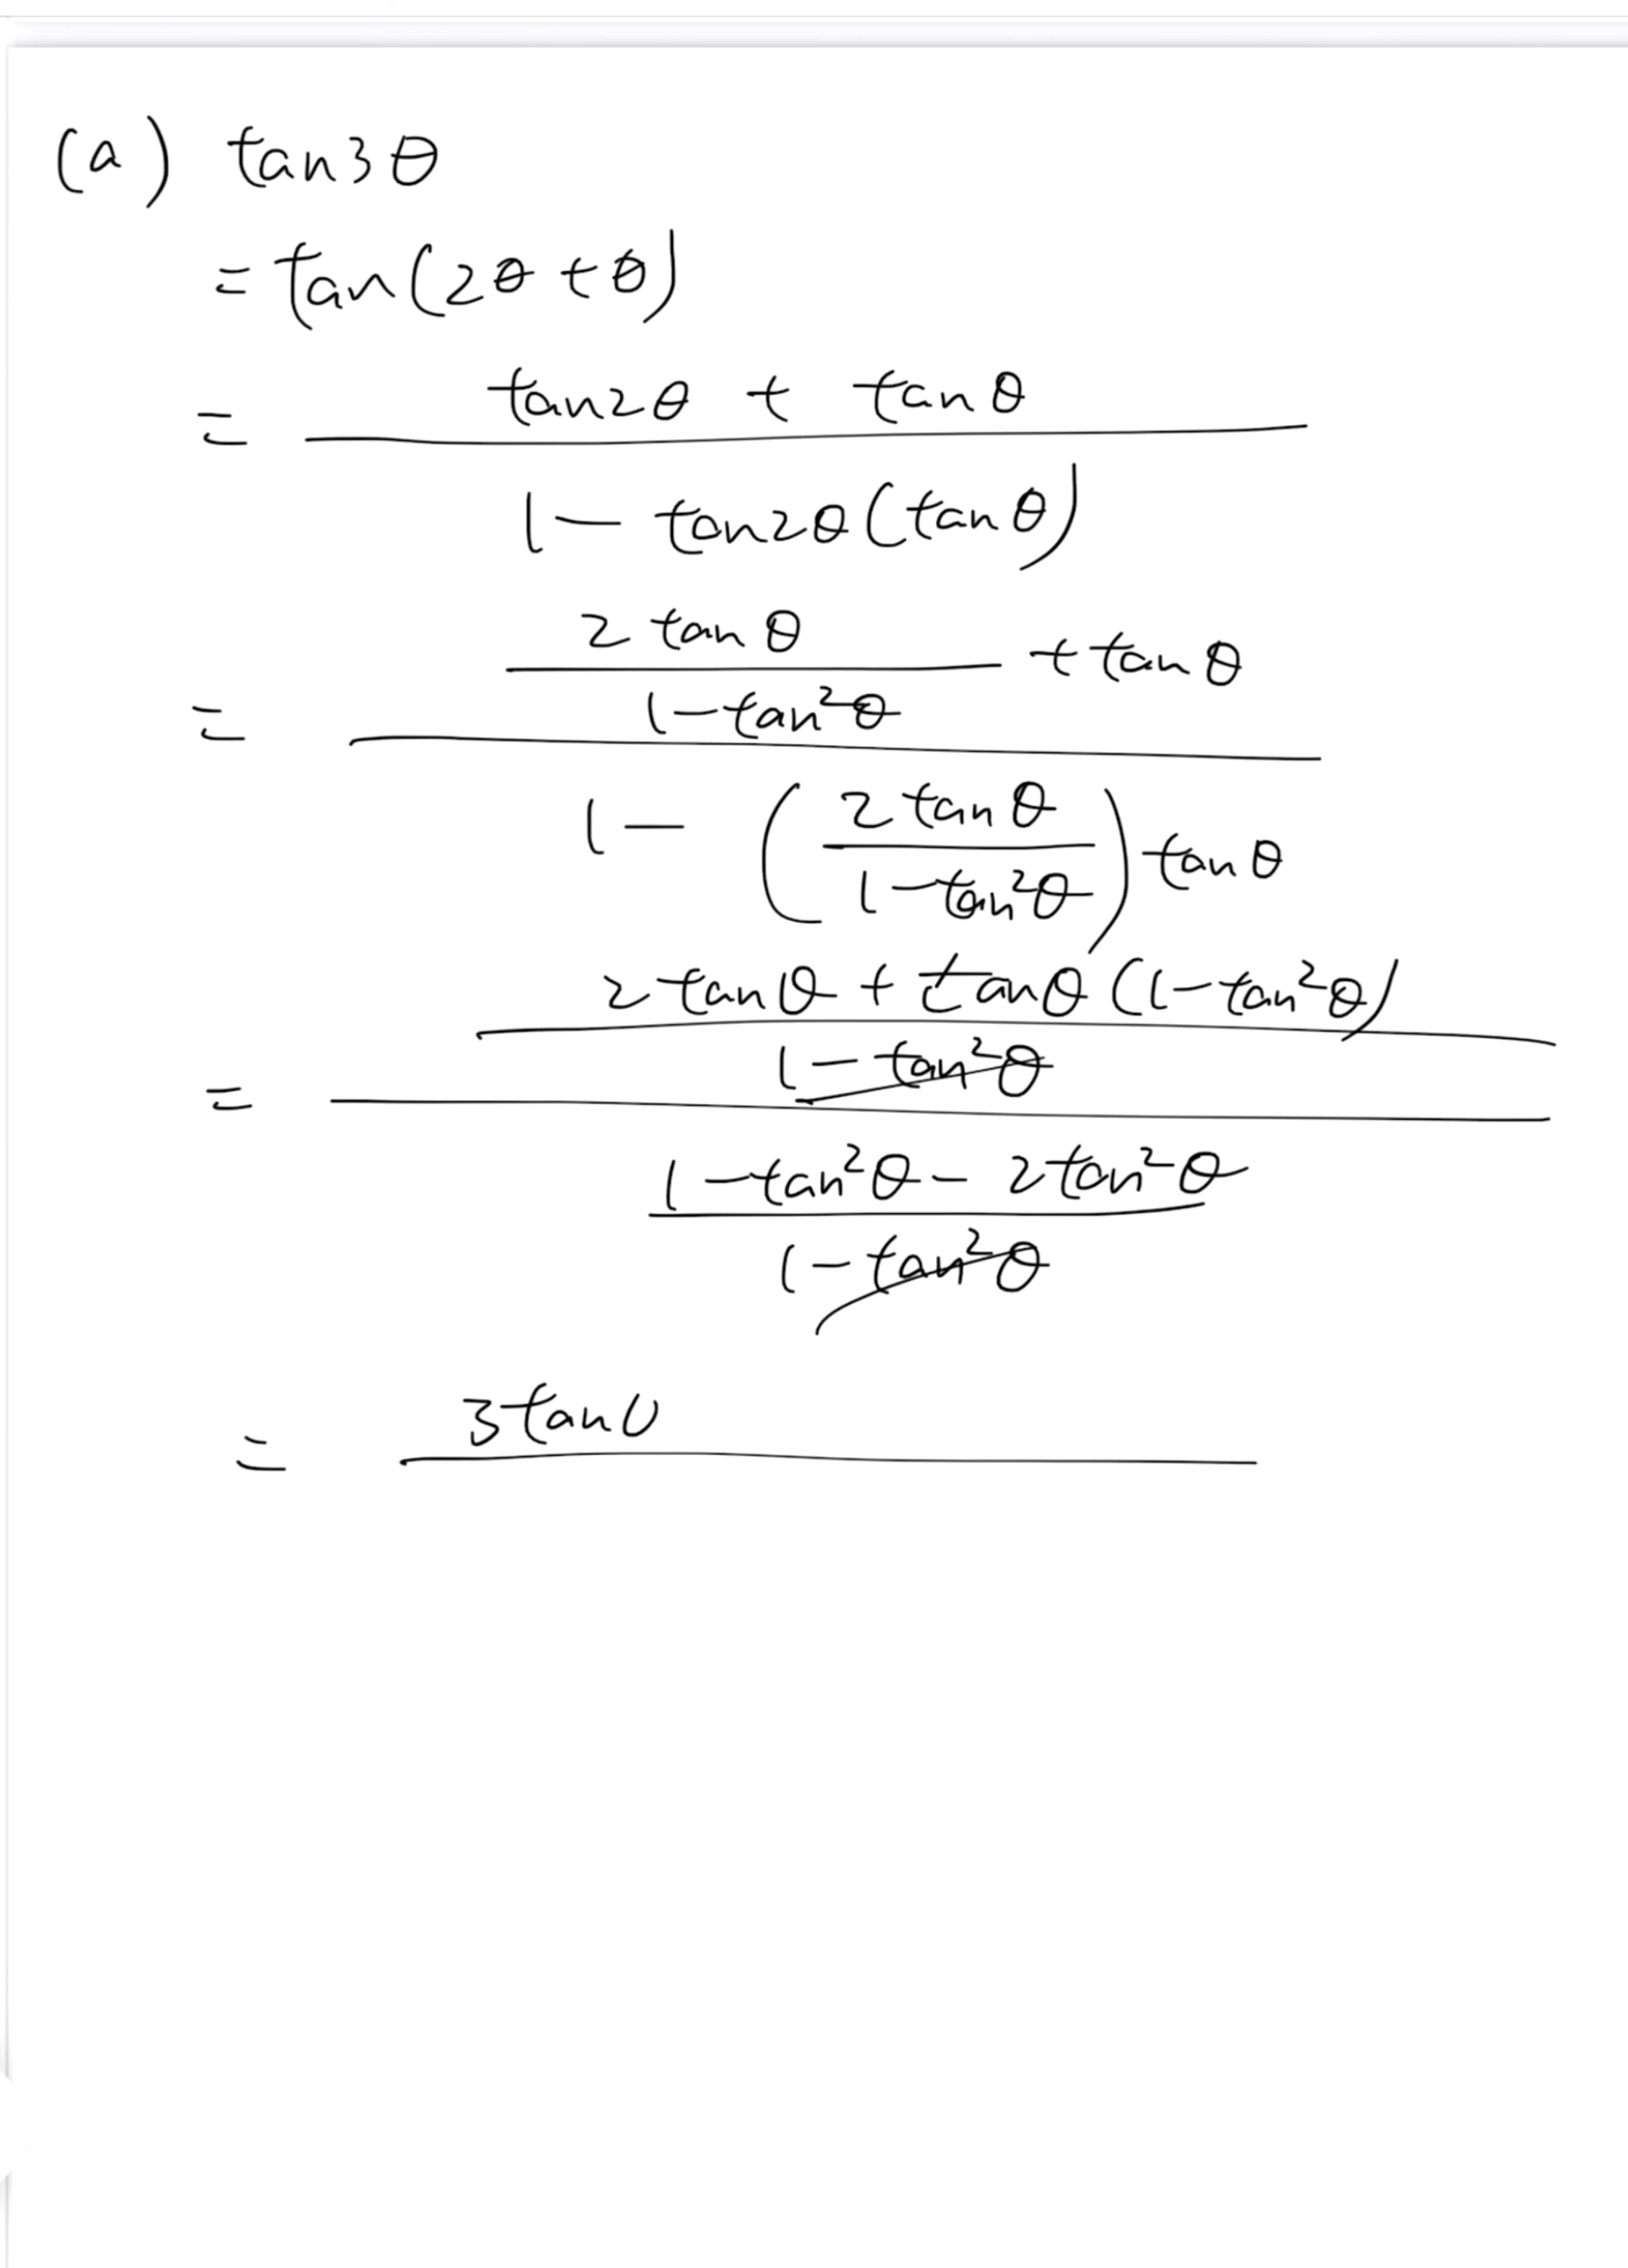 (a) tan3θ
= tan(2θ+θ)
= (tan2θ + tanθ) / (1 - tan2θ(tanθ))
= (2tanθ / (1-tan²θ) + tanθ) / (1 - (2tanθ / (1-tan²θ))tanθ)
= ((2tanθ + tanθ(1-tan²θ)) / (1-tan²θ)) / ((1-tan²θ - 2tan²θ) / (1-tan²θ))
= 3tanθ /